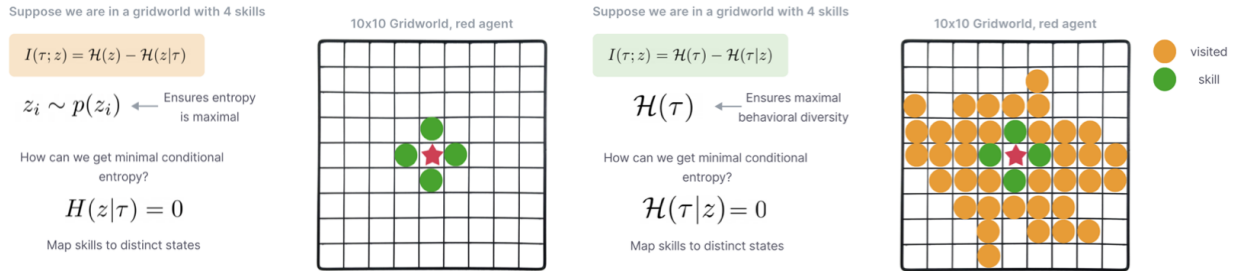 Suppose we are in a gridworld with 4 skills
I(τ; z) = H(z) − H(z|τ)
z_i ∼ p(z_i)
Ensures entropy
is maximal
How can we get minimal conditional
entropy?
H(z|τ) = 0
Map skills to distinct states
10x10 Gridworld, red agent
Suppose we are in a gridworld with 4 skills
I(τ; z) = H(τ) − H(τ|z)
H(τ)
Ensures maximal
behavioral diversity
How can we get minimal conditional
entropy?
H(τ|z) = 0
Map skills to distinct states
10x10 Gridworld, red agent
visited
skill